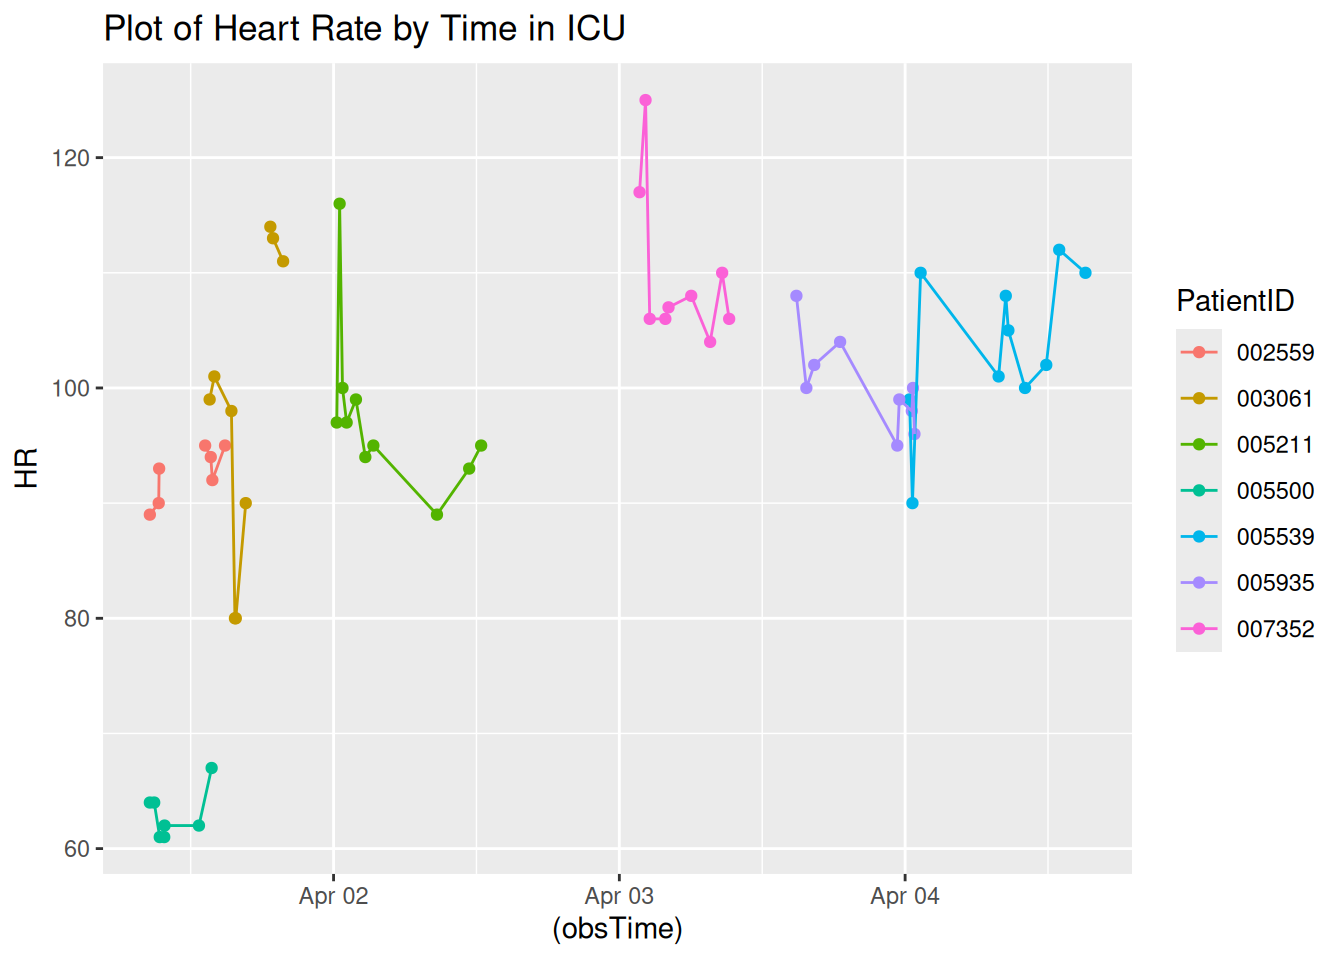 Plot of Heart Rate by Time in ICU
120
100
80
60
HR
Apr 02
Apr 03
Apr 04
(obsTime)
PatientID
002559
003061
005211
005500
005539
005935
007352